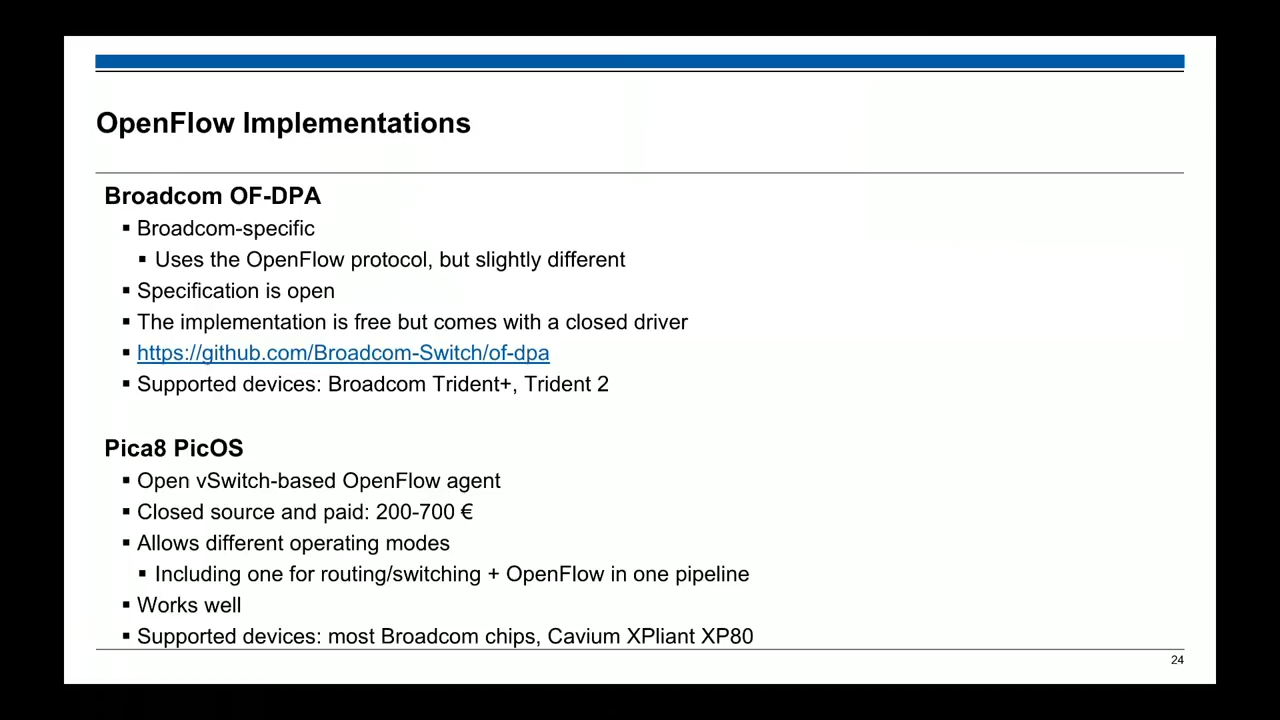 OpenFlow Implementations
Broadcom OF-DPA
▪ Broadcom-specific
▪ Uses the OpenFlow protocol, but slightly different
▪ Specification is open
▪ The implementation is free but comes with a closed driver
▪ https://github.com/Broadcom-Switch/of-dpa
▪ Supported devices: Broadcom Trident+, Trident 2
Pica8 PicOS
▪ Open vSwitch-based OpenFlow agent
▪ Closed source and paid: 200-700 €
▪ Allows different operating modes
▪ Including one for routing/switching + OpenFlow in one pipeline
▪ Works well
▪ Supported devices: most Broadcom chips, Cavium XPliant XP80
24